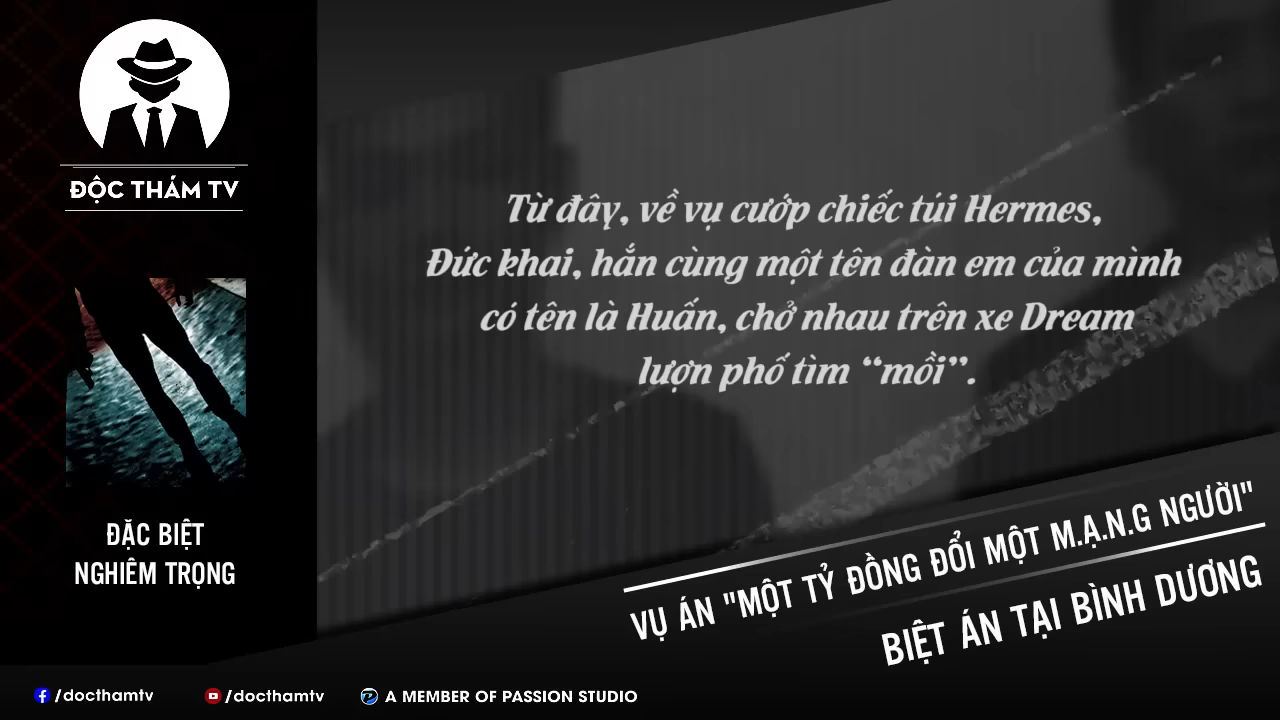 ĐỘC THÁM TV
ĐẶC BIỆT
NGHIÊM TRỌNG
Từ đây, về vụ cướp chiếc túi Hermes,
Đức khai, hắn cùng một tên đàn em của mình
có tên là Huấn, chở nhau trên xe Dream
lượn phố tìm “mồi”.
VỤ ÁN "MỘT TỶ ĐỒNG ĐỔI MỘT M.Ạ.N.G NGƯỜI"
BIỆT ÁN TẠI BÌNH DƯƠNG
/docthamtv
/docthamtv
A MEMBER OF PASSION STUDIO